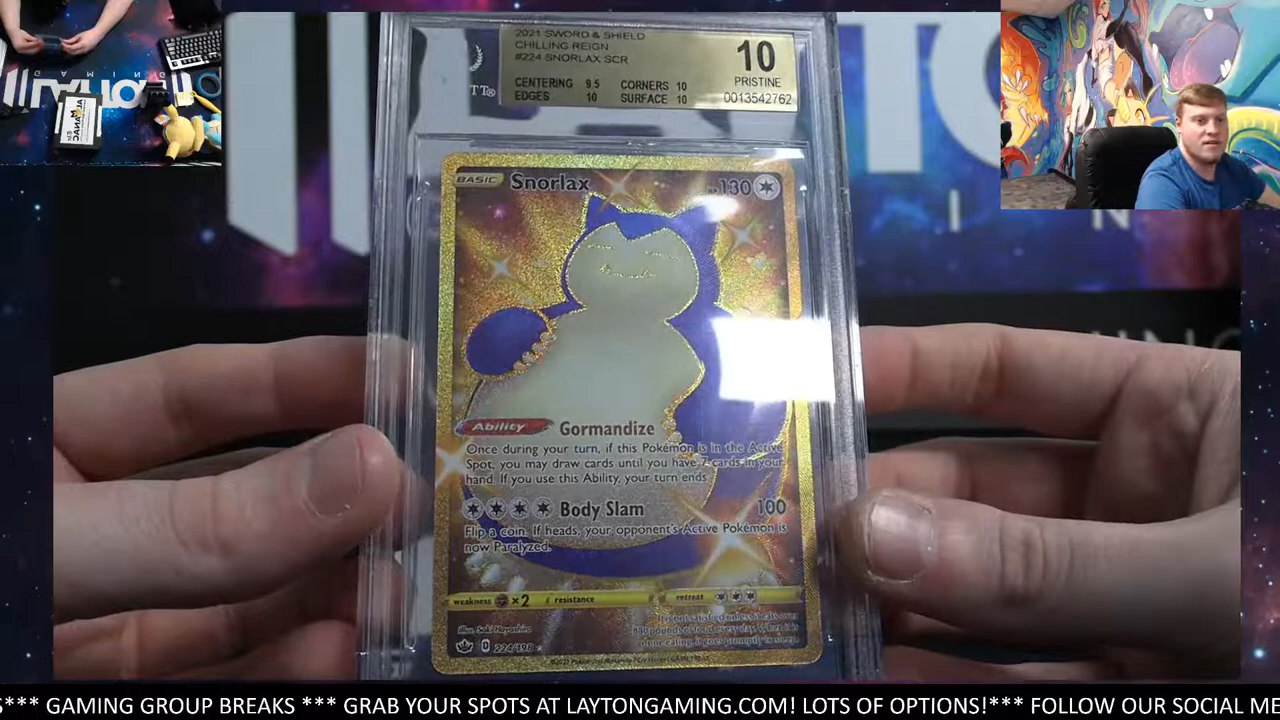 2021 SWORD & SHIELD
CHILLING REIGN
#224 SNORLAX SCR
CENTERING 9.5 CORNERS 10
EDGES 10 SURFACE 10
10
PRISTINE
0013542762
BASIC Snorlax 130
Ability Gormandize
Once during your turn, if this Pokémon is in the Active
Spot, you may draw cards until you have 7 cards in your
hand. If you use this Ability, your turn ends
Body Slam 100
Flip a coin. If heads, your opponent's Active Pokémon is
now Paralyzed.
weakness ×2 resistance retreat
224/198
GAMING
S*** GAMING GROUP BREAKS *** GRAB YOUR SPOTS AT LAYTONGAMING.COM! LOTS OF OPTIONS!*** FOLLOW OUR SOCIAL ME